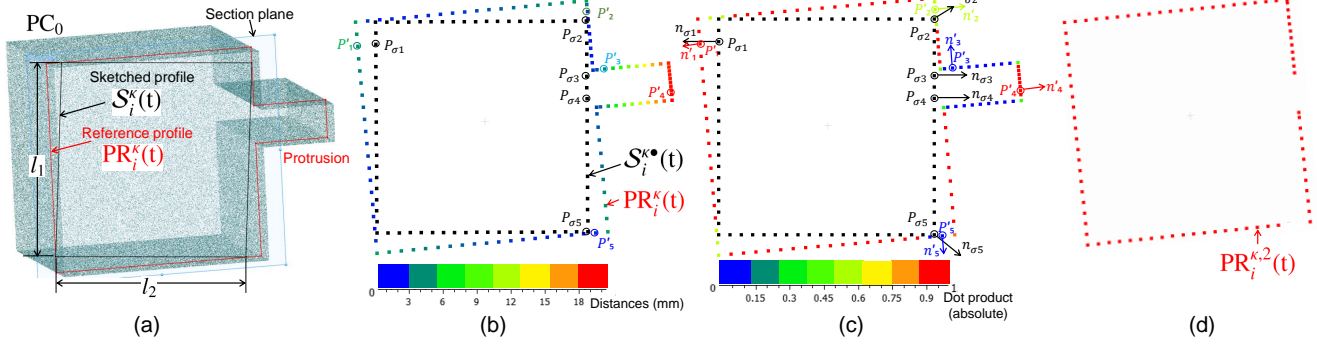 PC₀
Section plane
Sketched profile
𝒮ᵢᵏ(t)
Reference profile
PRᵢᵏ(t)
l₁
l₂
Protrusion
(a)
P'₁
Pσ1
P'₂
Pσ2
P'₃
Pσ3
Pσ4
P'₄
𝒮ᵢᵏ•(t)
PRᵢᵏ(t)
Pσ5
P'₅
0 3 6 9 12 15 18
Distances (mm)
(b)
nσ1
n'₁
Pσ1
P'₂
n'₂
Pσ2
n'₃
P'₃
Pσ3
nσ3
Pσ4
nσ4
P'₄
n'₄
Pσ5
P'₅
n'₅
nσ5
0 0.15 0.3 0.45 0.6 0.75 0.9 1
Dot product
(absolute)
(c)
PRᵢᵏ,²(t)
(d)